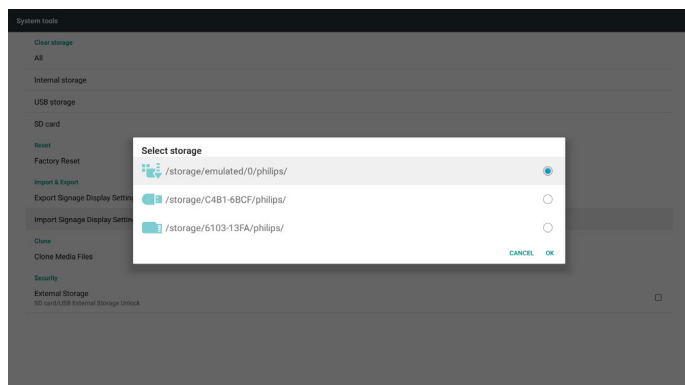 System tools
Clear storage
All
Internal storage
USB storage
SD card
Reset
Factory Reset
Import & Export
Export Signage Display Settin
Import Signage Display Settin
Clone
Clone Media Files
Security
External Storage
SD card/USB External Storage Unlock
Select storage
/storage/emulated/0/philips/
/storage/C4B1-6BCF/philips/
/storage/6103-13FA/philips/
CANCEL OK